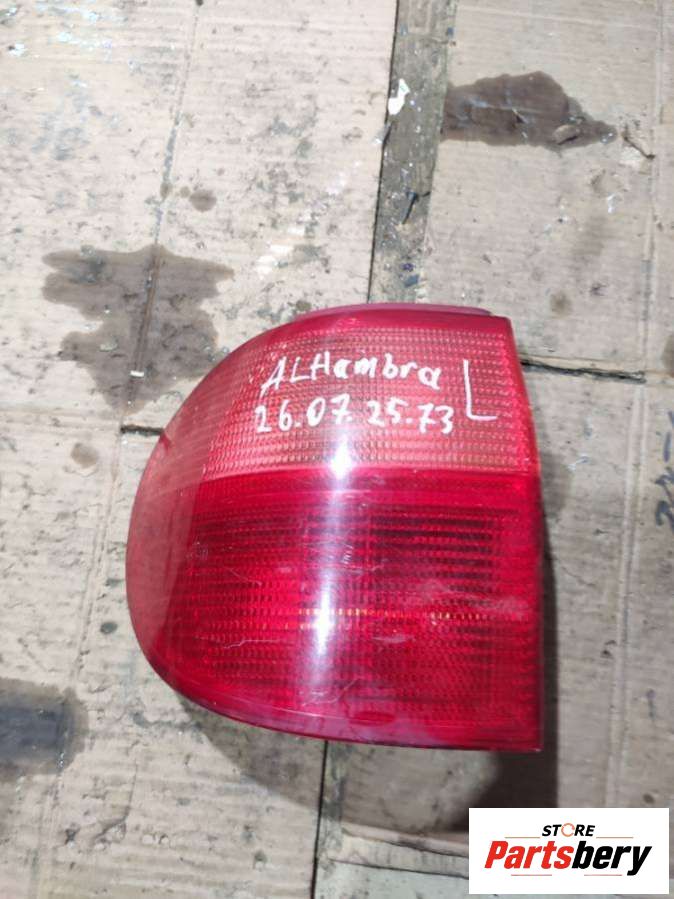 ALHambra L
26.07.25.73
STORE
Partsbery